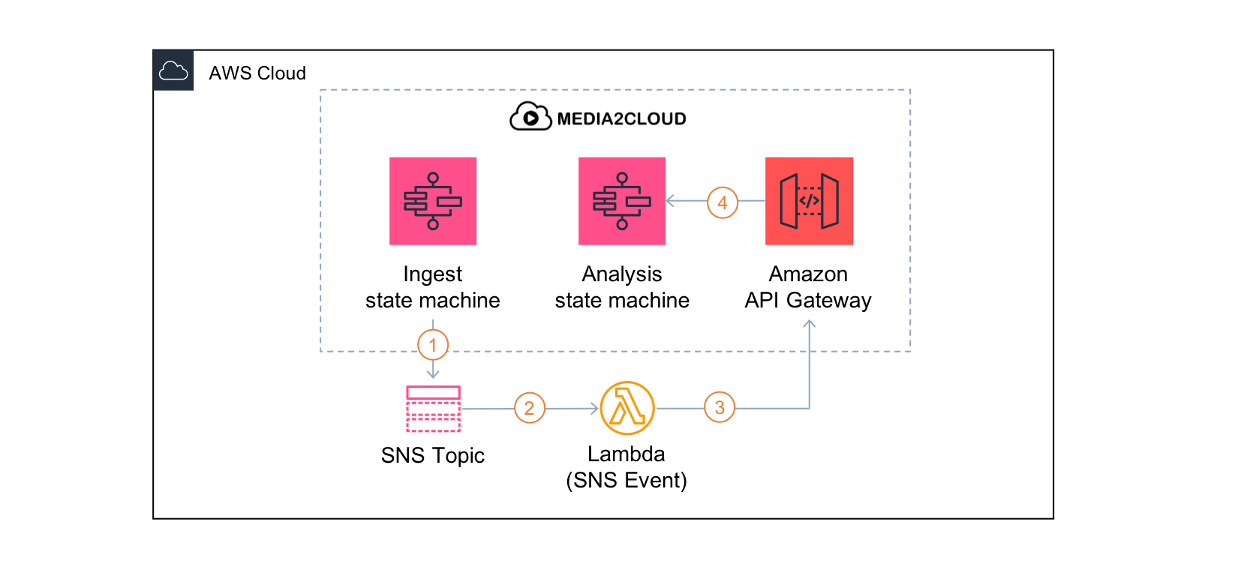 AWS Cloud
MEDIA2CLOUD
4
</>
Ingest
state machine
Analysis
state machine
Amazon
API Gateway
1
2
3
SNS Topic
Lambda
(SNS Event)